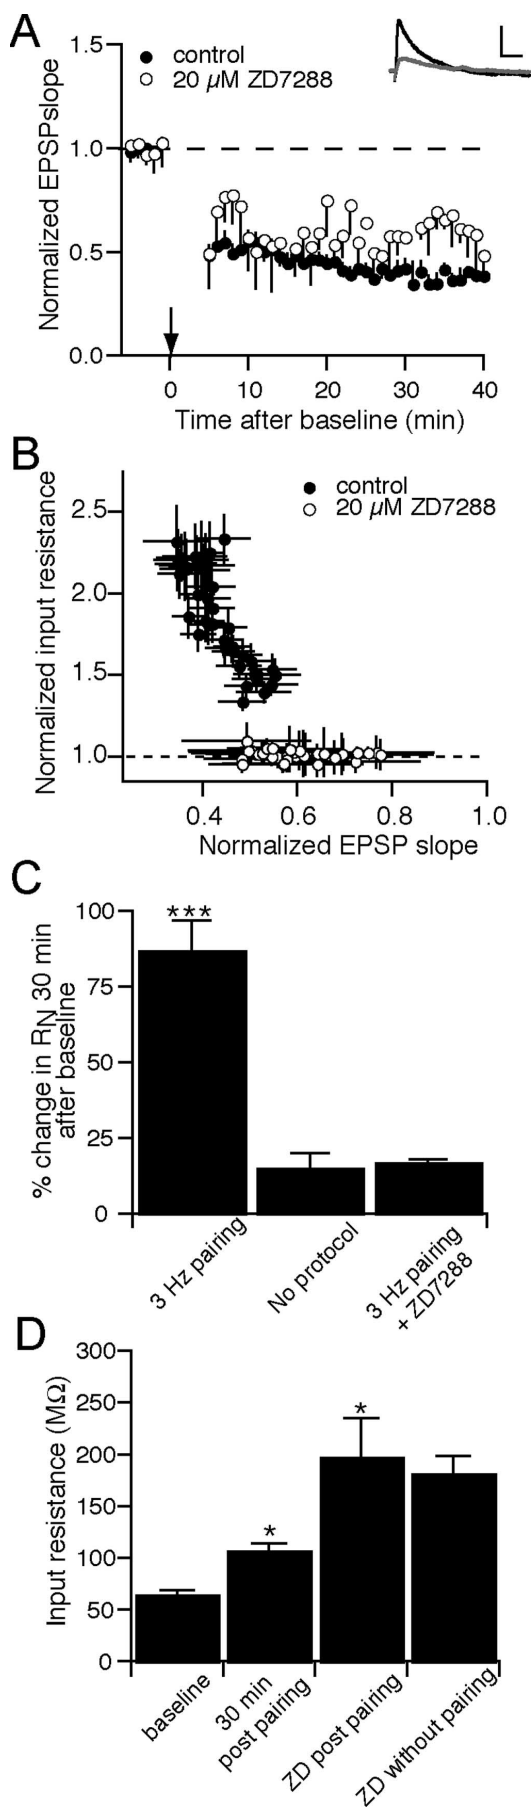 A
Normalized EPSPslope
1.5
1.0
0.5
0.0
control
20 µM ZD7288
0
10
20
30
40
Time after baseline (min)
B
Normalized input resistance
2.5
2.0
1.5
1.0
control
20 µM ZD7288
0.4
0.6
0.8
1.0
Normalized EPSP slope
C
% change in RN 30 min
after baseline
100
75
50
25
0
***
3 Hz pairing
No protocol
3 Hz pairing
+ ZD7288
D
Input resistance (MΩ)
300
250
200
150
100
50
0
*
*
baseline
30 min
post pairing
ZD post pairing
ZD without pairing